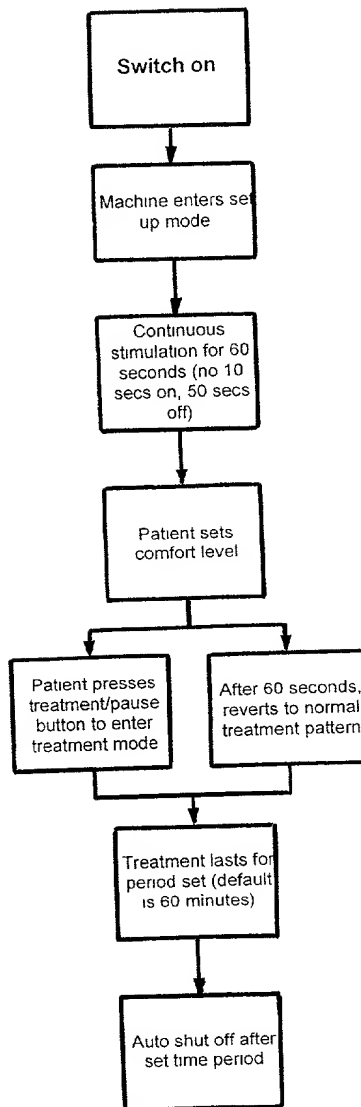 Switch on
Machine enters set
up mode
Continuous
stimulation for 60
seconds (no 10
secs on, 50 secs
off)
Patient sets
comfort level
Patient presses
treatment/pause
button to enter
treatment mode
After 60 seconds,
reverts to normal
treatment pattern
Treatment lasts for
period set (default
is 60 minutes)
Auto shut off after
set time period